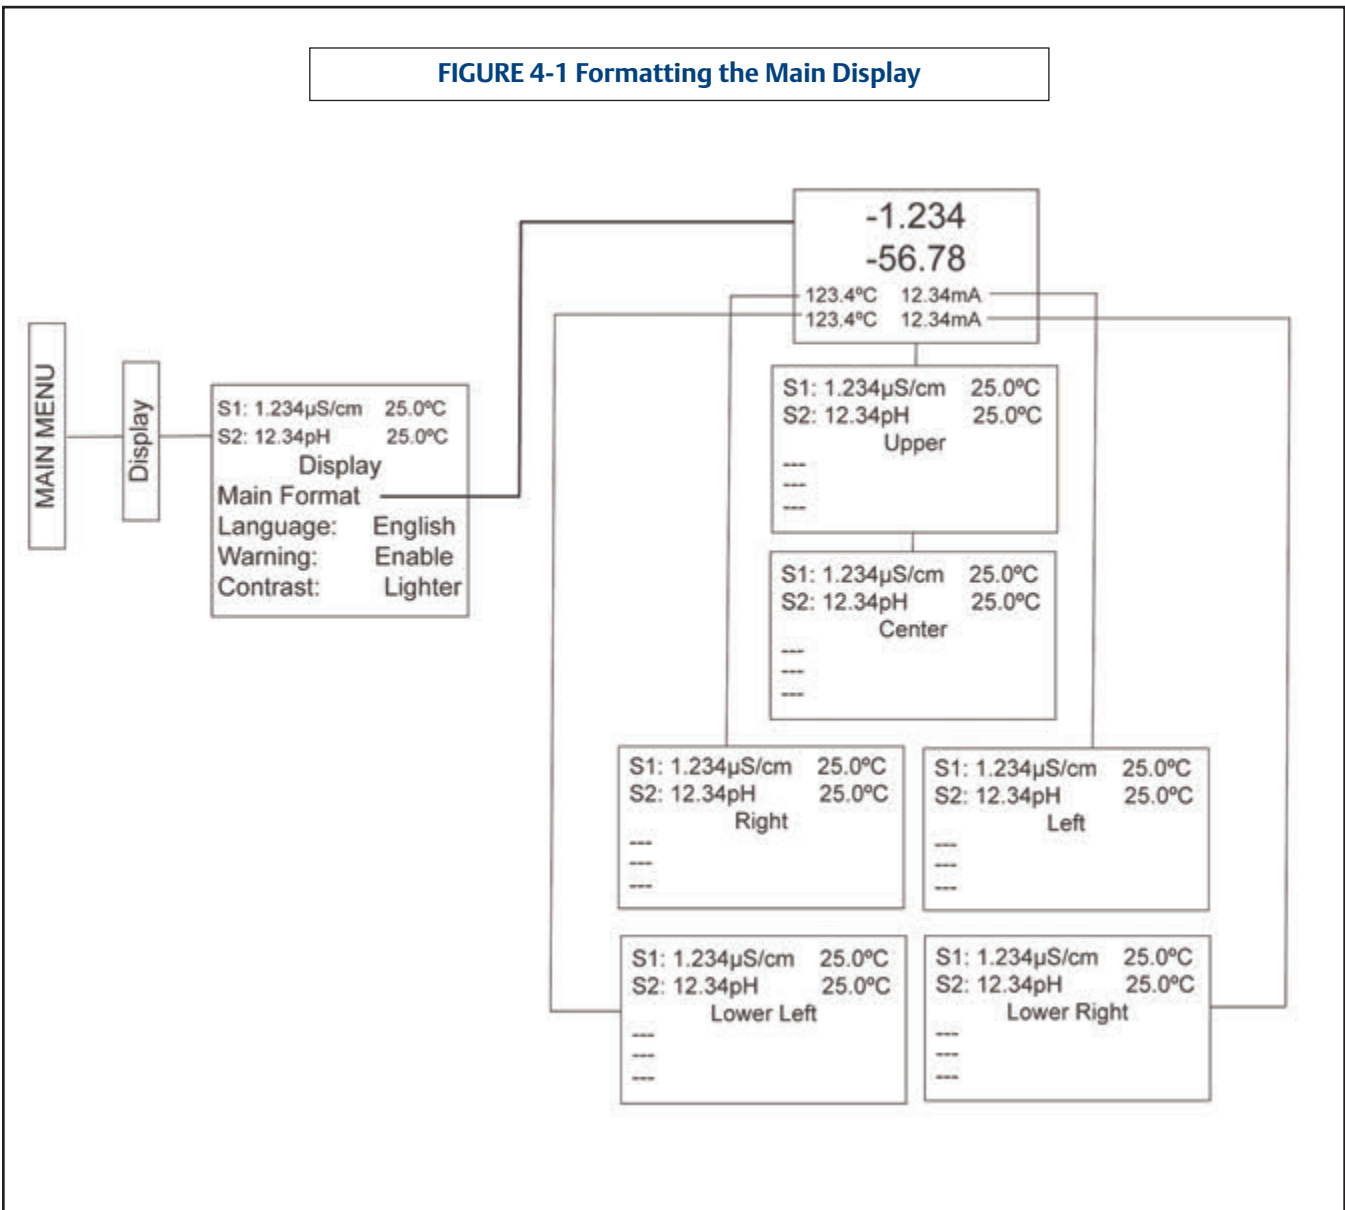 FIGURE 4-1 Formatting the Main Display
MAIN MENU
Display
S1: 1.234µS/cm 25.0ºC
S2: 12.34pH 25.0ºC
Display
Main Format
Language: English
Warning: Enable
Contrast: Lighter
-1.234
-56.78
123.4ºC 12.34mA
123.4ºC 12.34mA
S1: 1.234µS/cm 25.0ºC
S2: 12.34pH 25.0ºC
Upper
---
---
---
S1: 1.234µS/cm 25.0ºC
S2: 12.34pH 25.0ºC
Center
---
---
---
S1: 1.234µS/cm 25.0ºC
S2: 12.34pH 25.0ºC
Right
---
---
---
S1: 1.234µS/cm 25.0ºC
S2: 12.34pH 25.0ºC
Left
---
---
---
S1: 1.234µS/cm 25.0ºC
S2: 12.34pH 25.0ºC
Lower Left
---
---
---
S1: 1.234µS/cm 25.0ºC
S2: 12.34pH 25.0ºC
Lower Right
---
---
---